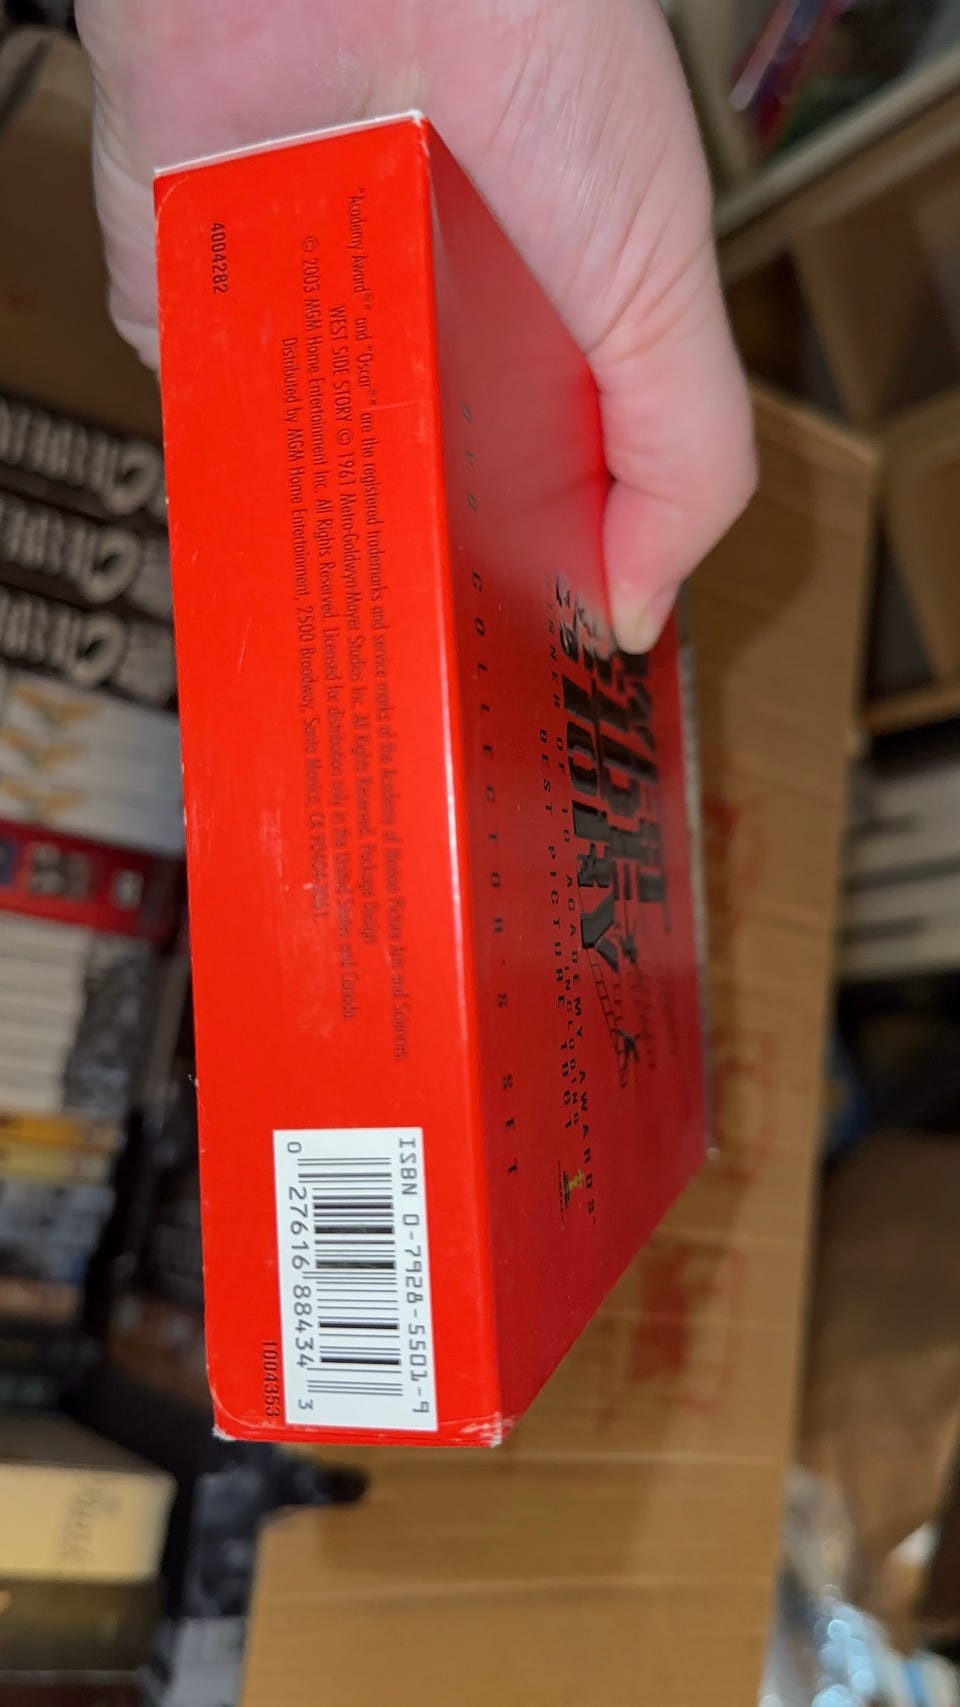 "Academy Award®" and "Oscar®" are the registered trademarks and service marks of the Academy of Motion Picture Arts and Sciences.
WEST SIDE STORY © 1961 Metro-Goldwyn-Mayer Studios Inc. All Rights Reserved. Package Design
© 2003 MGM Home Entertainment Inc. All Rights Reserved. Licensed for distribution only in the United States and Canada.
Distributed by MGM Home Entertainment, 2500 Broadway, Santa Monica, CA 90404-3061.
4004282
ISBN 0-7928-5501-9
0 27616 88434 3
1004353
STORY
WINNER OF 10 ACADEMY AWARDS®
INCLUDING
BEST PICTURE 1961
DVD COLLECTOR'S SET